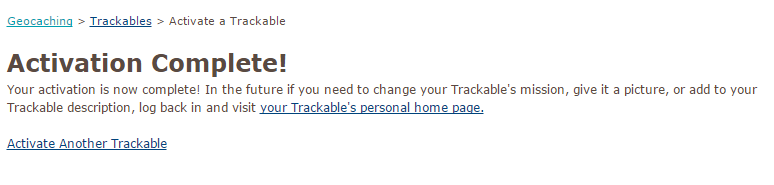 Geocaching > Trackables > Activate a Trackable
Activation Complete!
Your activation is now complete! In the future if you need to change your Trackable's mission, give it a picture, or add to your
Trackable description, log back in and visit your Trackable's personal home page.
Activate Another Trackable